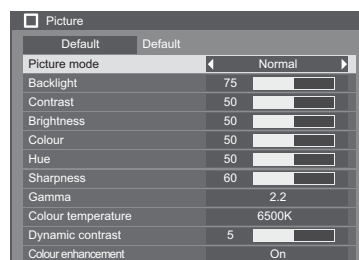 Picture
Default Default
Picture mode Normal
Backlight 75
Contrast 50
Brightness 50
Colour 50
Hue 50
Sharpness 60
Gamma 2.2
Colour temperature 6500K
Dynamic contrast 5
Colour enhancement On